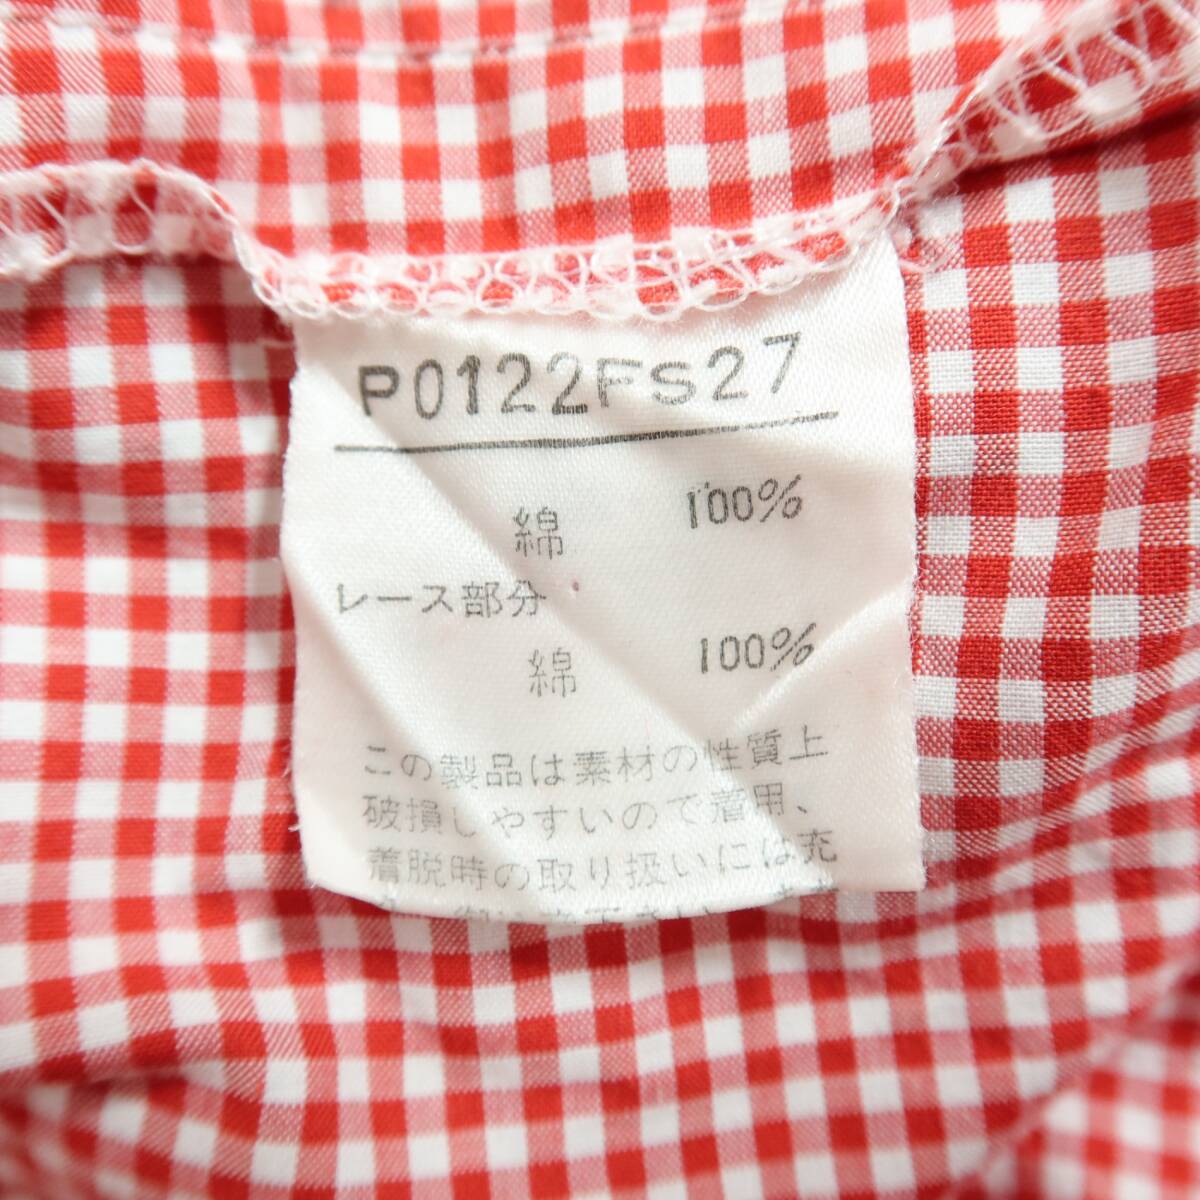 P0122FS27
綿 100%
レース部分
綿 100%
この製品は素材の性質上
破損しやすいので着用、
着脱時の取り扱いには充